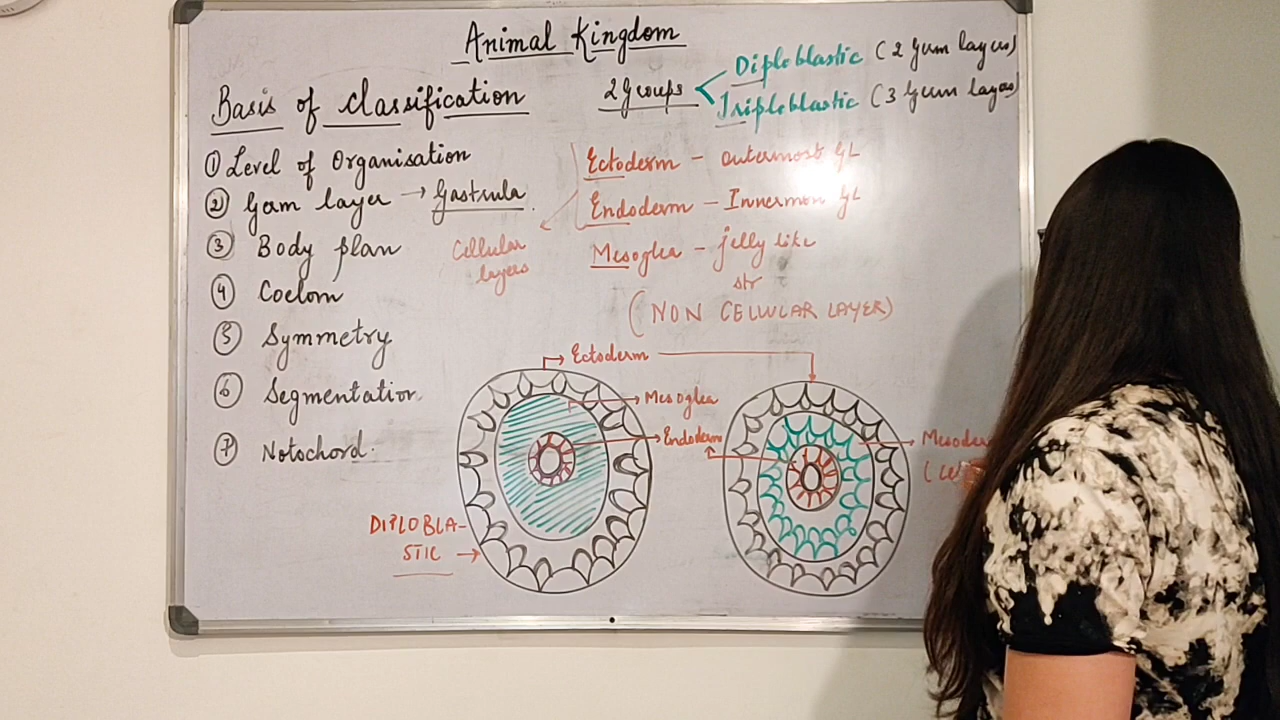 Animal Kingdom
Basis of classification
① Level of Organisation
② Germ layer → Gastrula.
③ Body plan
④ Coelom
⑤ Symmetry
⑥ Segmentation
⑦ Notochord.
2 Groups
Diploblastic (2 Germ layers)
Triploblastic (3 Germ layers)
Ectoderm – outermost GL
Endoderm – Innermon GL
Cellular
layers
Mesoglea – jelly like
str
(NON CELLULAR LAYER)
Ectoderm
Mesoglea
Endoderm
Mesoder
DIPLOBLA-
STIC →